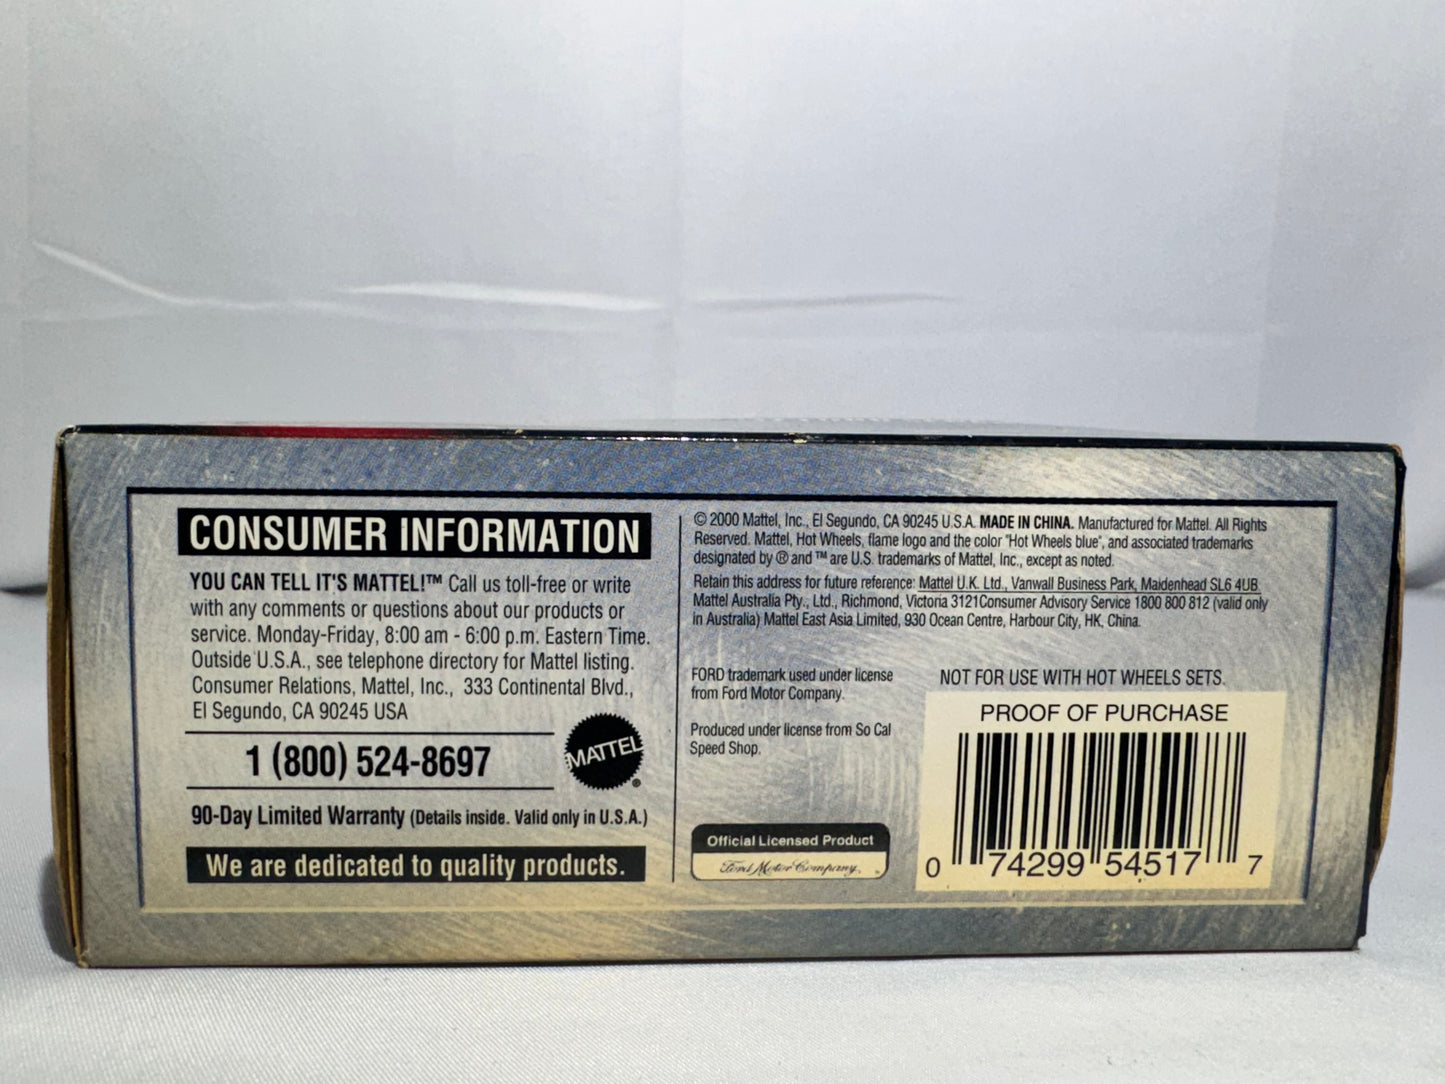 CONSUMER INFORMATION
YOU CAN TELL IT'S MATTEL!™ Call us toll-free or write
with any comments or questions about our products or
service. Monday-Friday, 8:00 am - 6:00 p.m. Eastern Time.
Outside U.S.A., see telephone directory for Mattel listing.
Consumer Relations, Mattel, Inc., 333 Continental Blvd.,
El Segundo, CA 90245 USA
1 (800) 524-8697
MATTEL®
90-Day Limited Warranty (Details inside. Valid only in U.S.A.)
We are dedicated to quality products.
© 2000 Mattel, Inc., El Segundo, CA 90245 U.S.A. MADE IN CHINA. Manufactured for Mattel. All Rights
Reserved. Mattel, Hot Wheels, flame logo and the color "Hot Wheels blue", and associated trademarks
designated by ® and ™ are U.S. trademarks of Mattel, Inc., except as noted.
Retain this address for future reference: Mattel U.K. Ltd., Vanwall Business Park, Maidenhead SL6 4UB.
Mattel Australia Pty., Ltd., Richmond, Victoria 3121Consumer Advisory Service 1800 800 812 (valid only
in Australia) Mattel East Asia Limited, 930 Ocean Centre, Harbour City, HK, China.
FORD trademark used under license
from Ford Motor Company.
Produced under license from So Cal
Speed Shop.
Official Licensed Product
Ford Motor Company.
NOT FOR USE WITH HOT WHEELS SETS.
PROOF OF PURCHASE
0 74299 54517 7